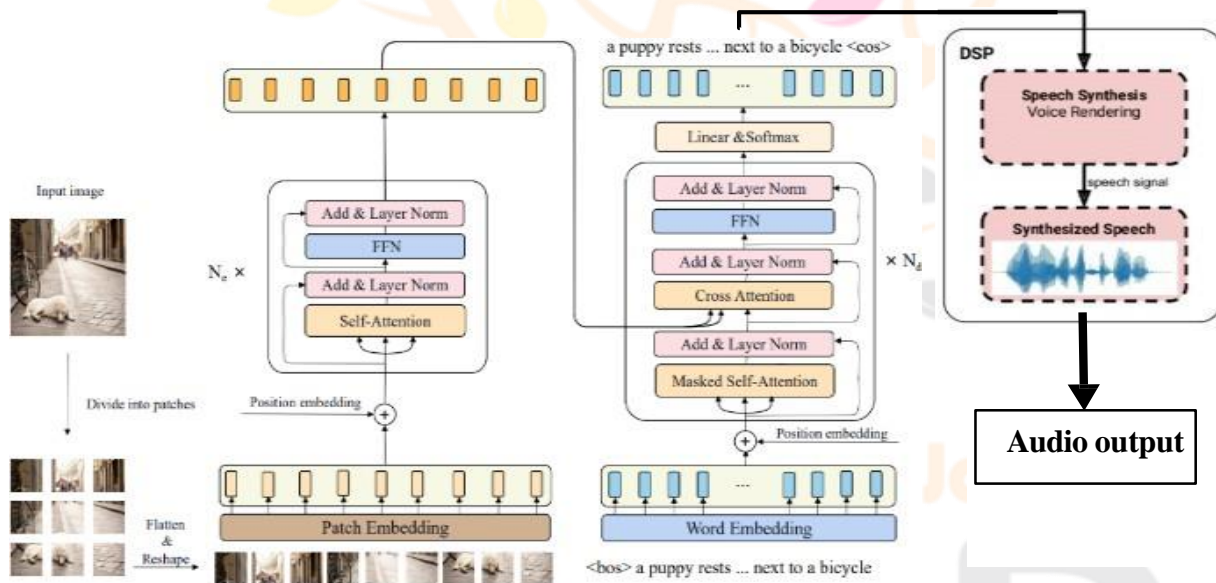 Input image
Divide into patches
Flatten
&
Reshape
Patch Embedding
Position embedding
+
N_e ×
Self-Attention
Add & Layer Norm
FFN
Add & Layer Norm
<bos> a puppy rests ... next to a bicycle
Word Embedding
...
Position embedding
+
Masked Self-Attention
Add & Layer Norm
Cross Attention
Add & Layer Norm
FFN
Add & Layer Norm
× N_d
Linear &Softmax
...
a puppy rests ... next to a bicycle <cos>
DSP
Speech Synthesis
Voice Rendering
speech signal
Synthesized Speech
Audio output